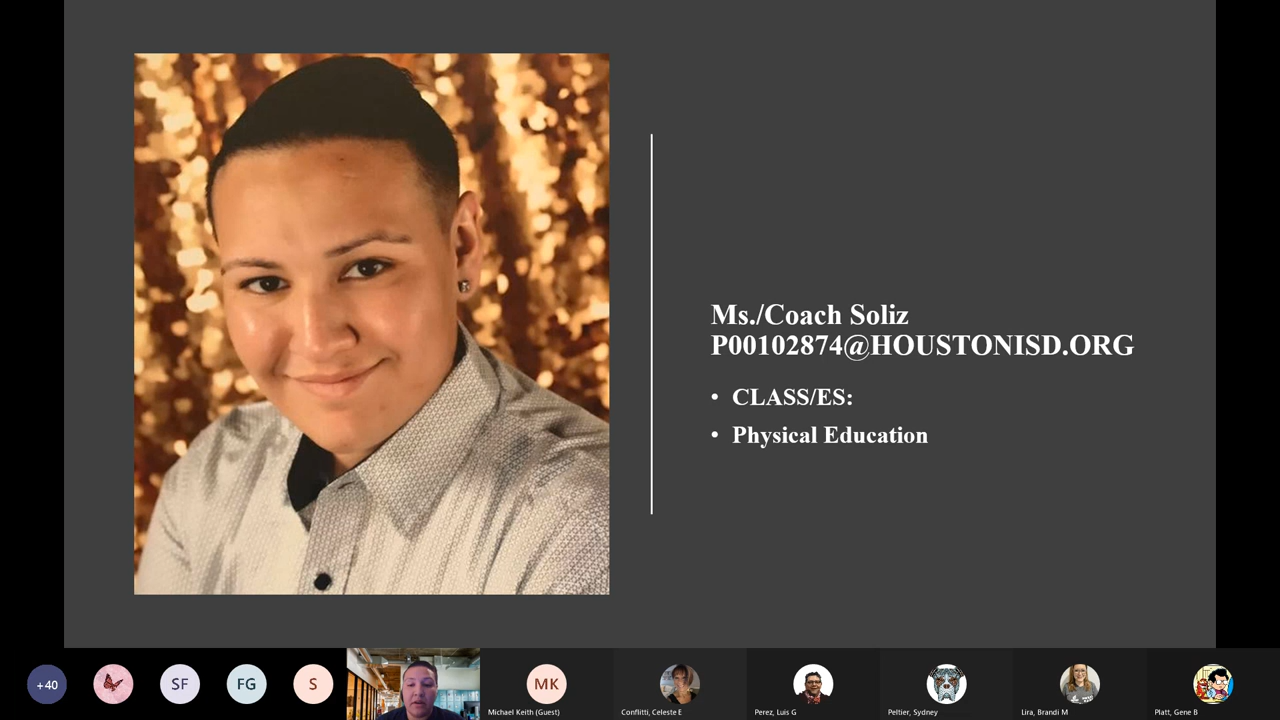 Ms./Coach Soliz
P00102874@HOUSTONISD.ORG
• CLASS/ES:
• Physical Education
+40
SF
FG
S
MK
Michael Keith (Guest)
Conflitti, Celeste E
Perez, Luis G
Peltier, Sydney
Lira, Brandi M
Platt, Gene B